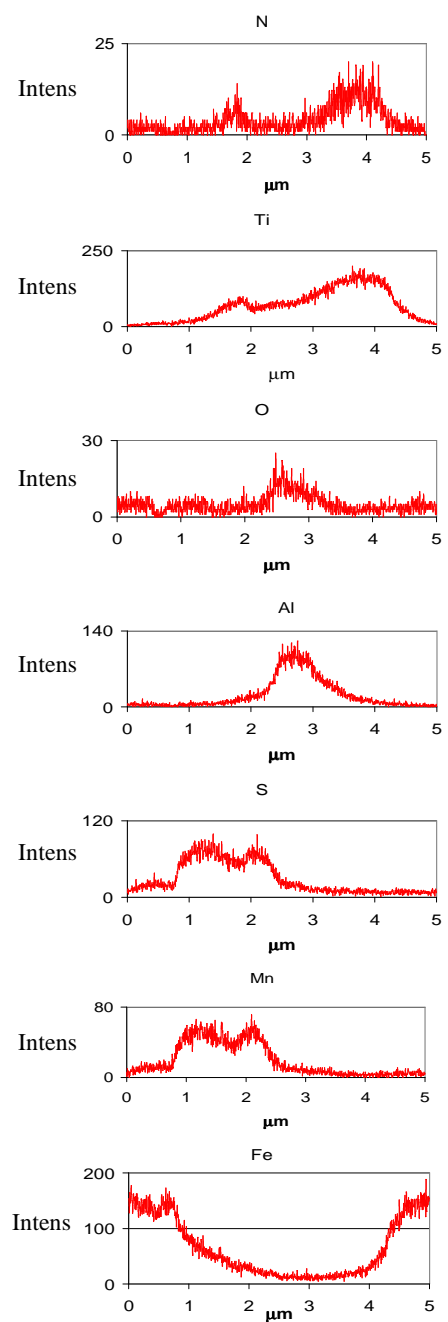 N
25
Intens
0
0 1 2 3 4 5
μm
Ti
250
Intens
0
0 1 2 3 4 5
μm
O
30
Intens
0
0 1 2 3 4 5
μm
Al
140
Intens
0
0 1 2 3 4 5
μm
S
120
Intens
0
0 1 2 3 4 5
μm
Mn
80
Intens
0
0 1 2 3 4 5
μm
Fe
200
Intens
100
0
0 1 2 3 4 5
μm